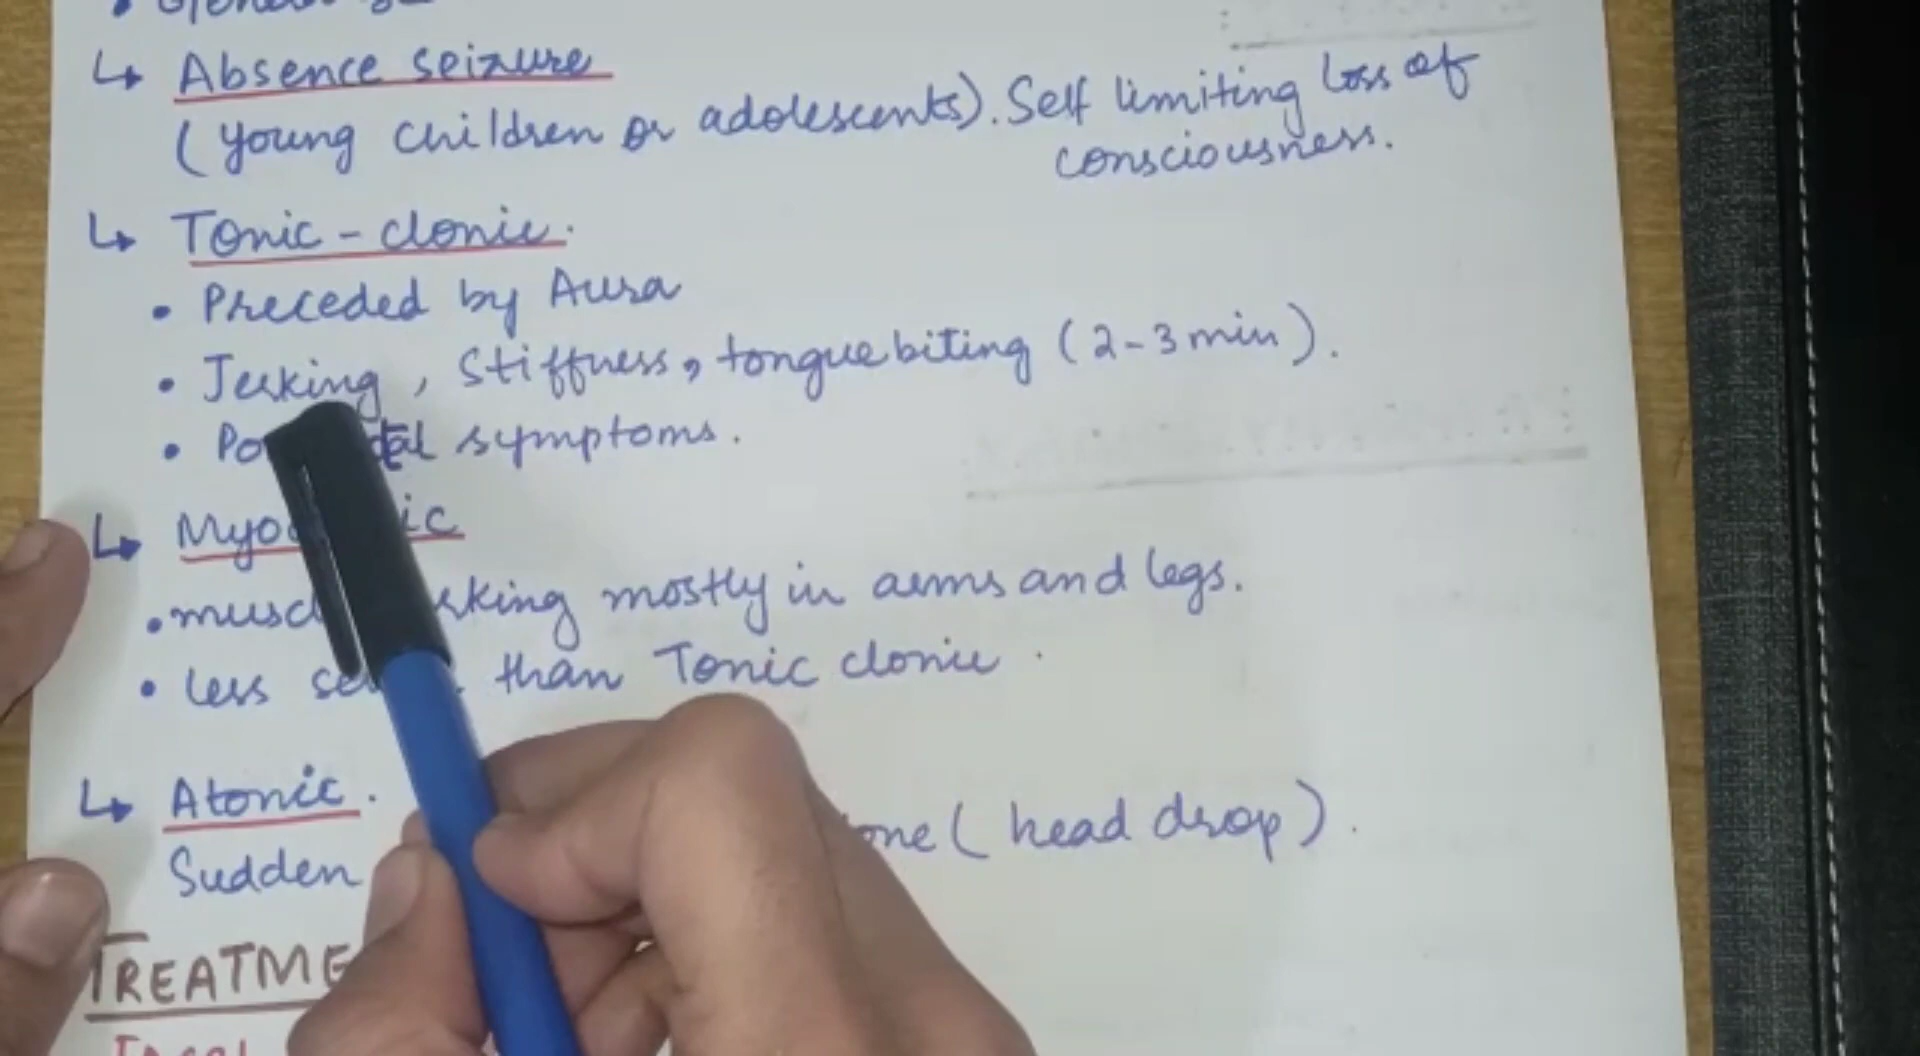 ↳ Absence seizure
(young children or adolescents). Self limiting loss of
consciousness.
↳ Tonic-clonic.
• Preceded by Aura
• Jerking, Stiffness, tongue biting (2-3 min).
• symptoms.
↳
• mostly in arms and legs.
• less than Tonic clonic.
↳ Atonic.
Sudden (head drop).